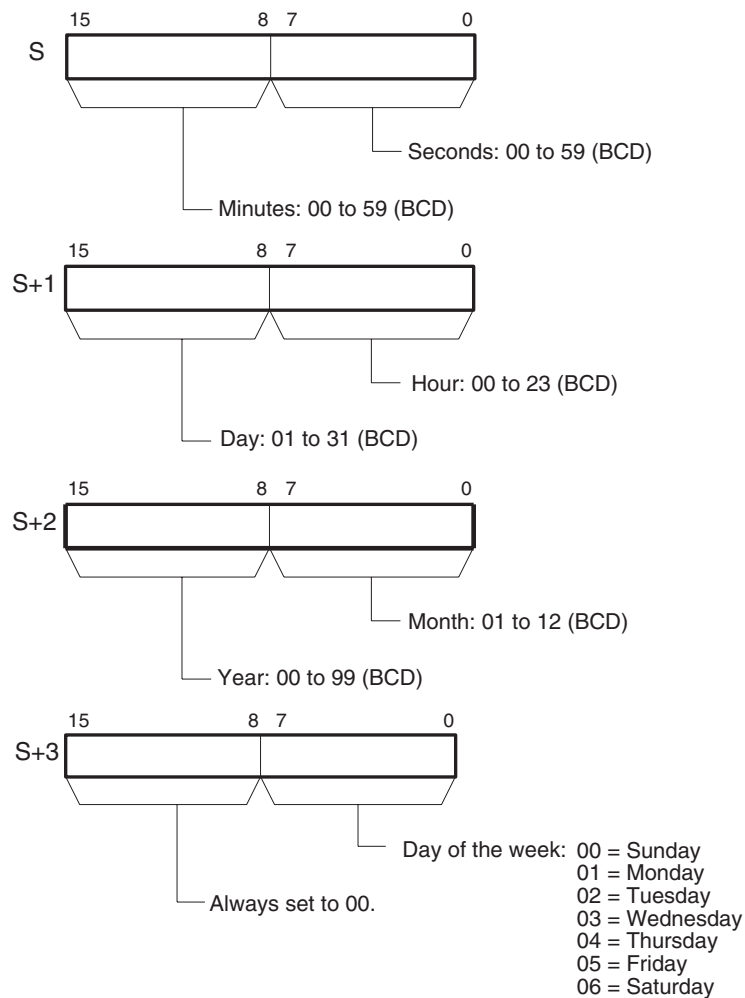 15 8 7 0
S
Seconds: 00 to 59 (BCD)
Minutes: 00 to 59 (BCD)
15 8 7 0
S+1
Hour: 00 to 23 (BCD)
Day: 01 to 31 (BCD)
15 8 7 0
S+2
Month: 01 to 12 (BCD)
Year: 00 to 99 (BCD)
15 8 7 0
S+3
Day of the week: 00 = Sunday
01 = Monday
02 = Tuesday
03 = Wednesday
04 = Thursday
05 = Friday
06 = Saturday
Always set to 00.